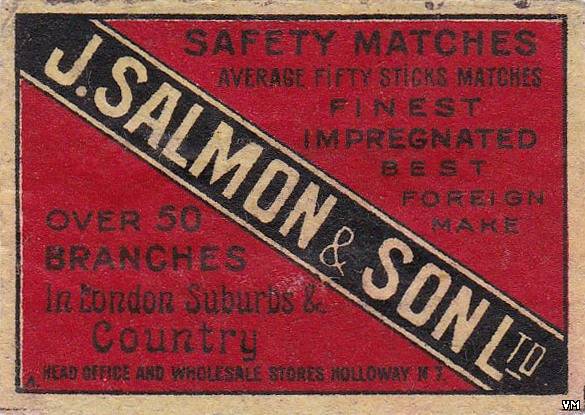 SAFETY MATCHES
AVERAGE FIFTY STICKS MATCHES
FINEST
IMPREGNATED
BEST
FOREIGN
MAKE
J. SALMON & SON LTD
OVER 50
BRANCHES
In London Suburbs &
Country
HEAD OFFICE AND WHOLESALE STORES HOLLOWAY N 7.
VM